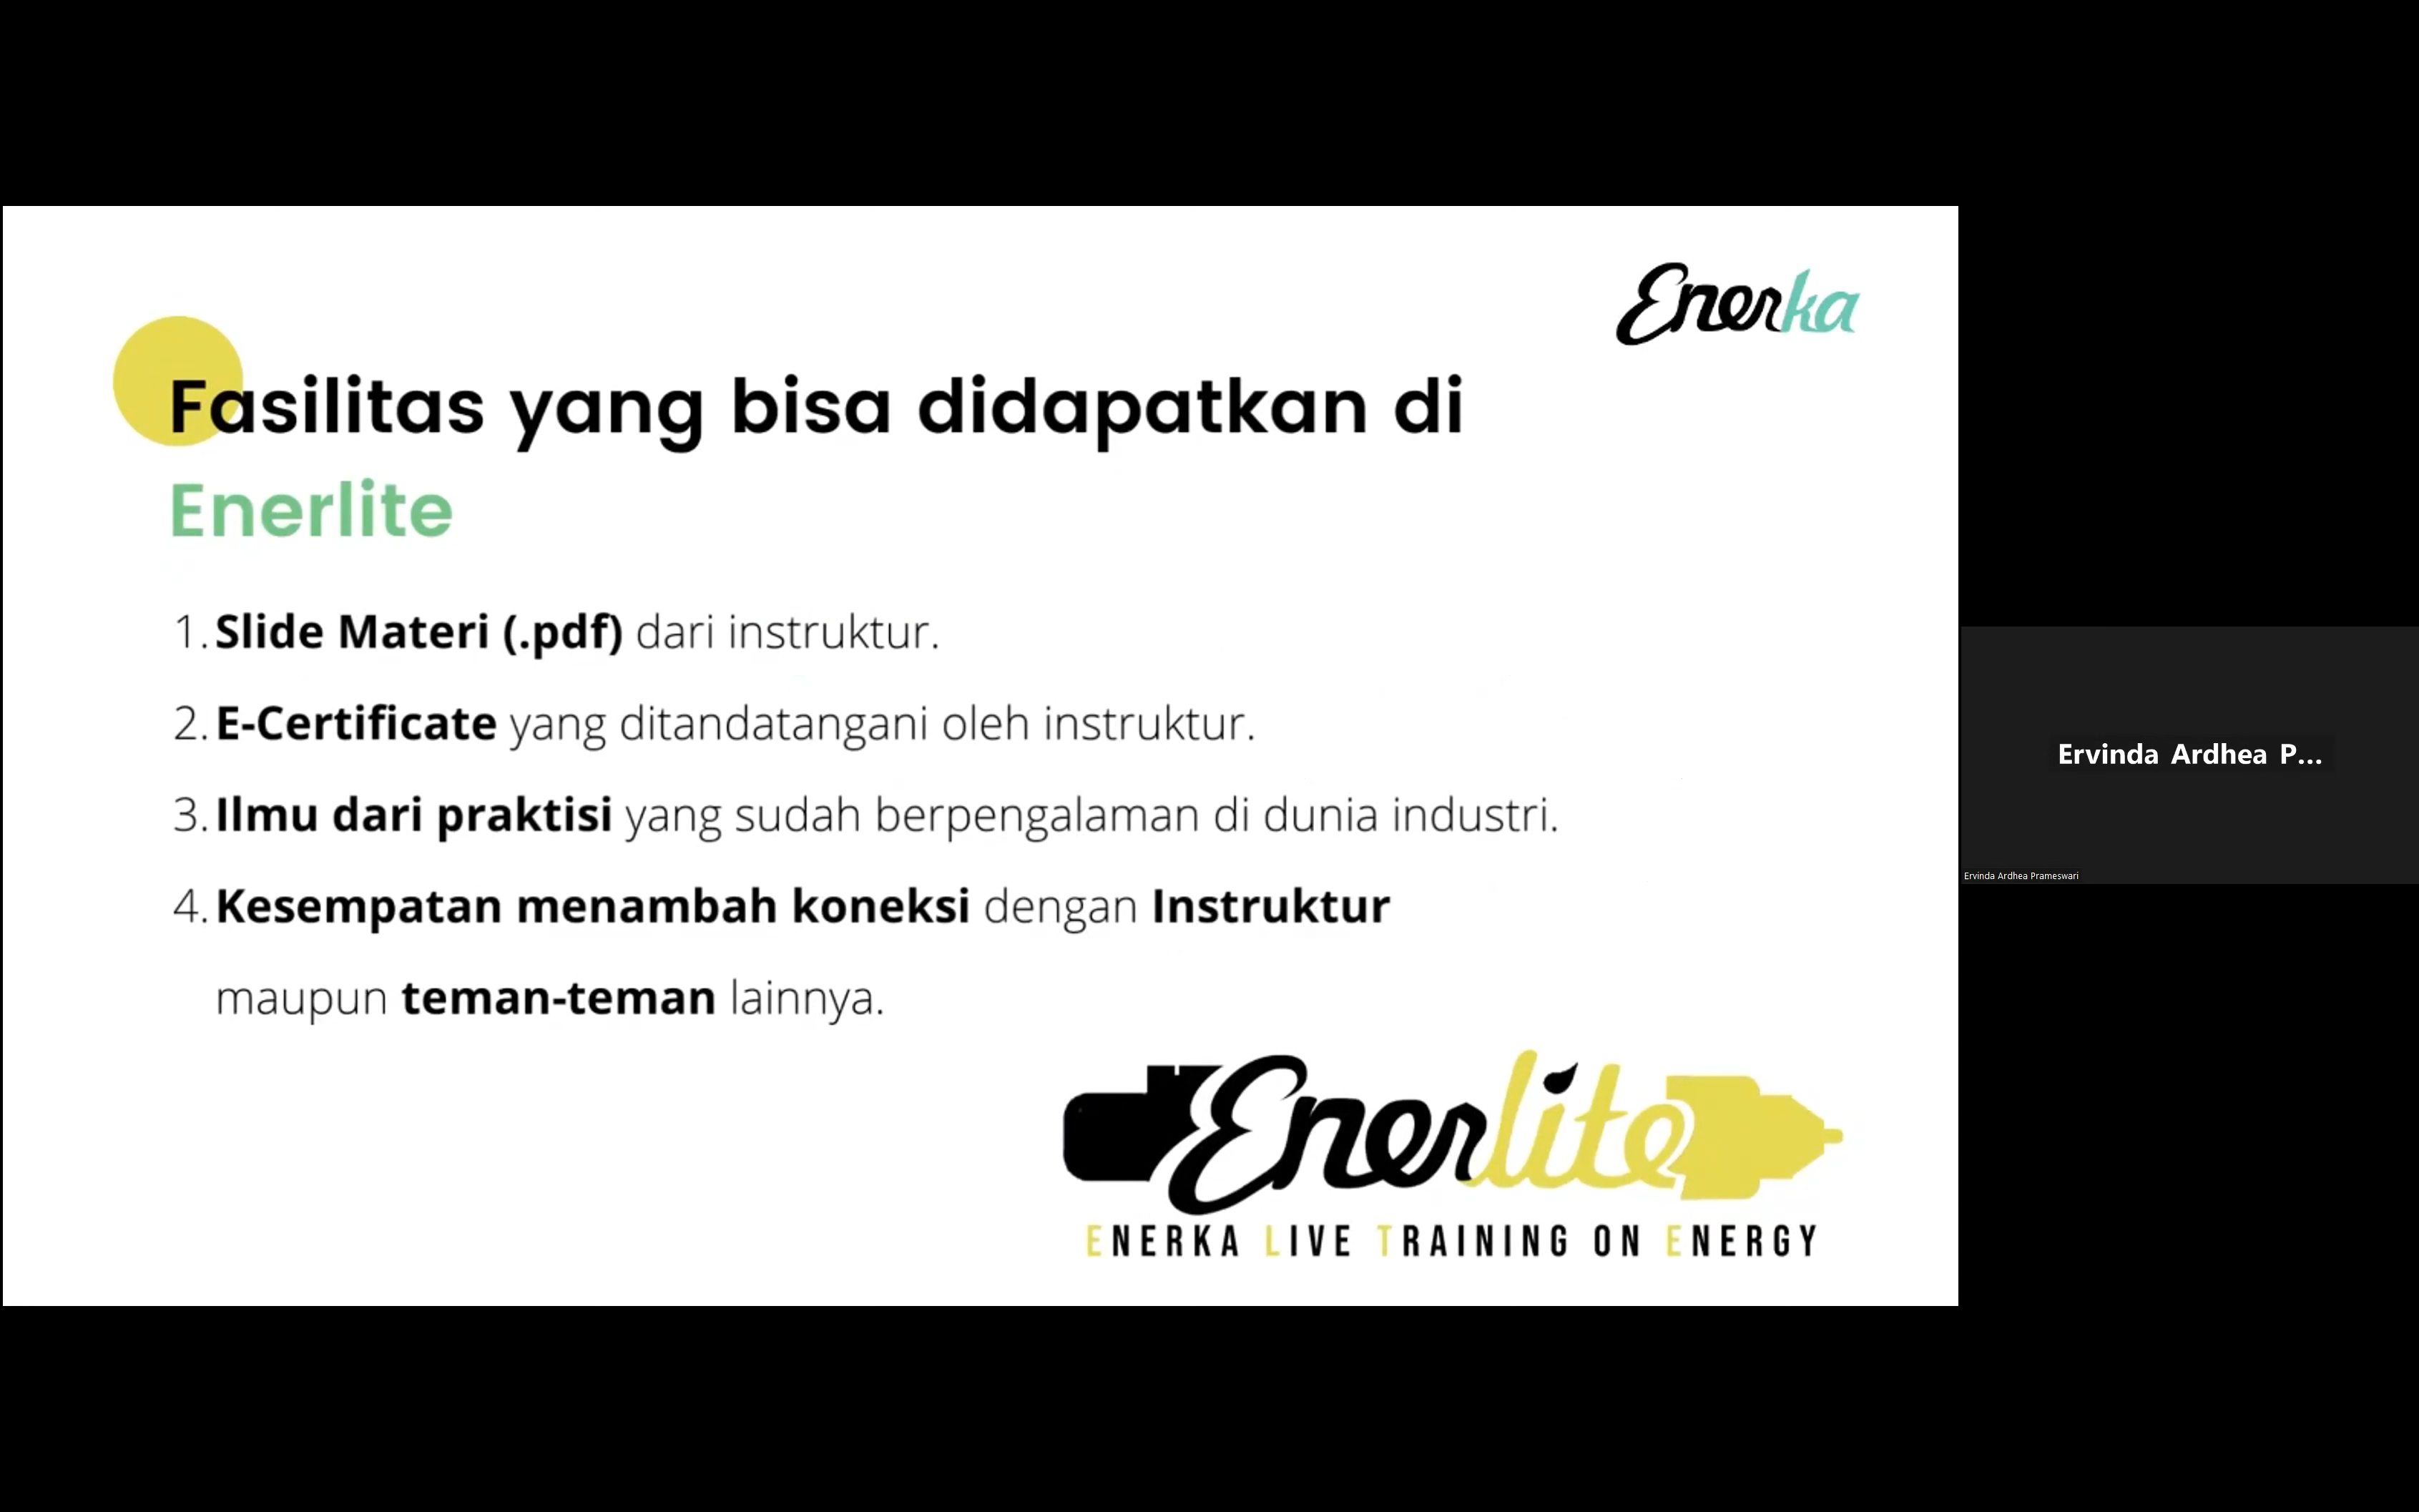 Enerka
Fasilitas yang bisa didapatkan di
Enerlite
1. Slide Materi (.pdf) dari instruktur.
2. E-Certificate yang ditandatangani oleh instruktur.
3. Ilmu dari praktisi yang sudah berpengalaman di dunia industri.
4. Kesempatan menambah koneksi dengan Instruktur
maupun teman-teman lainnya.
Enerlite
ENERKA LIVE TRAINING ON ENERGY
Ervinda Ardhea P...
Ervinda Ardhea Prameswari